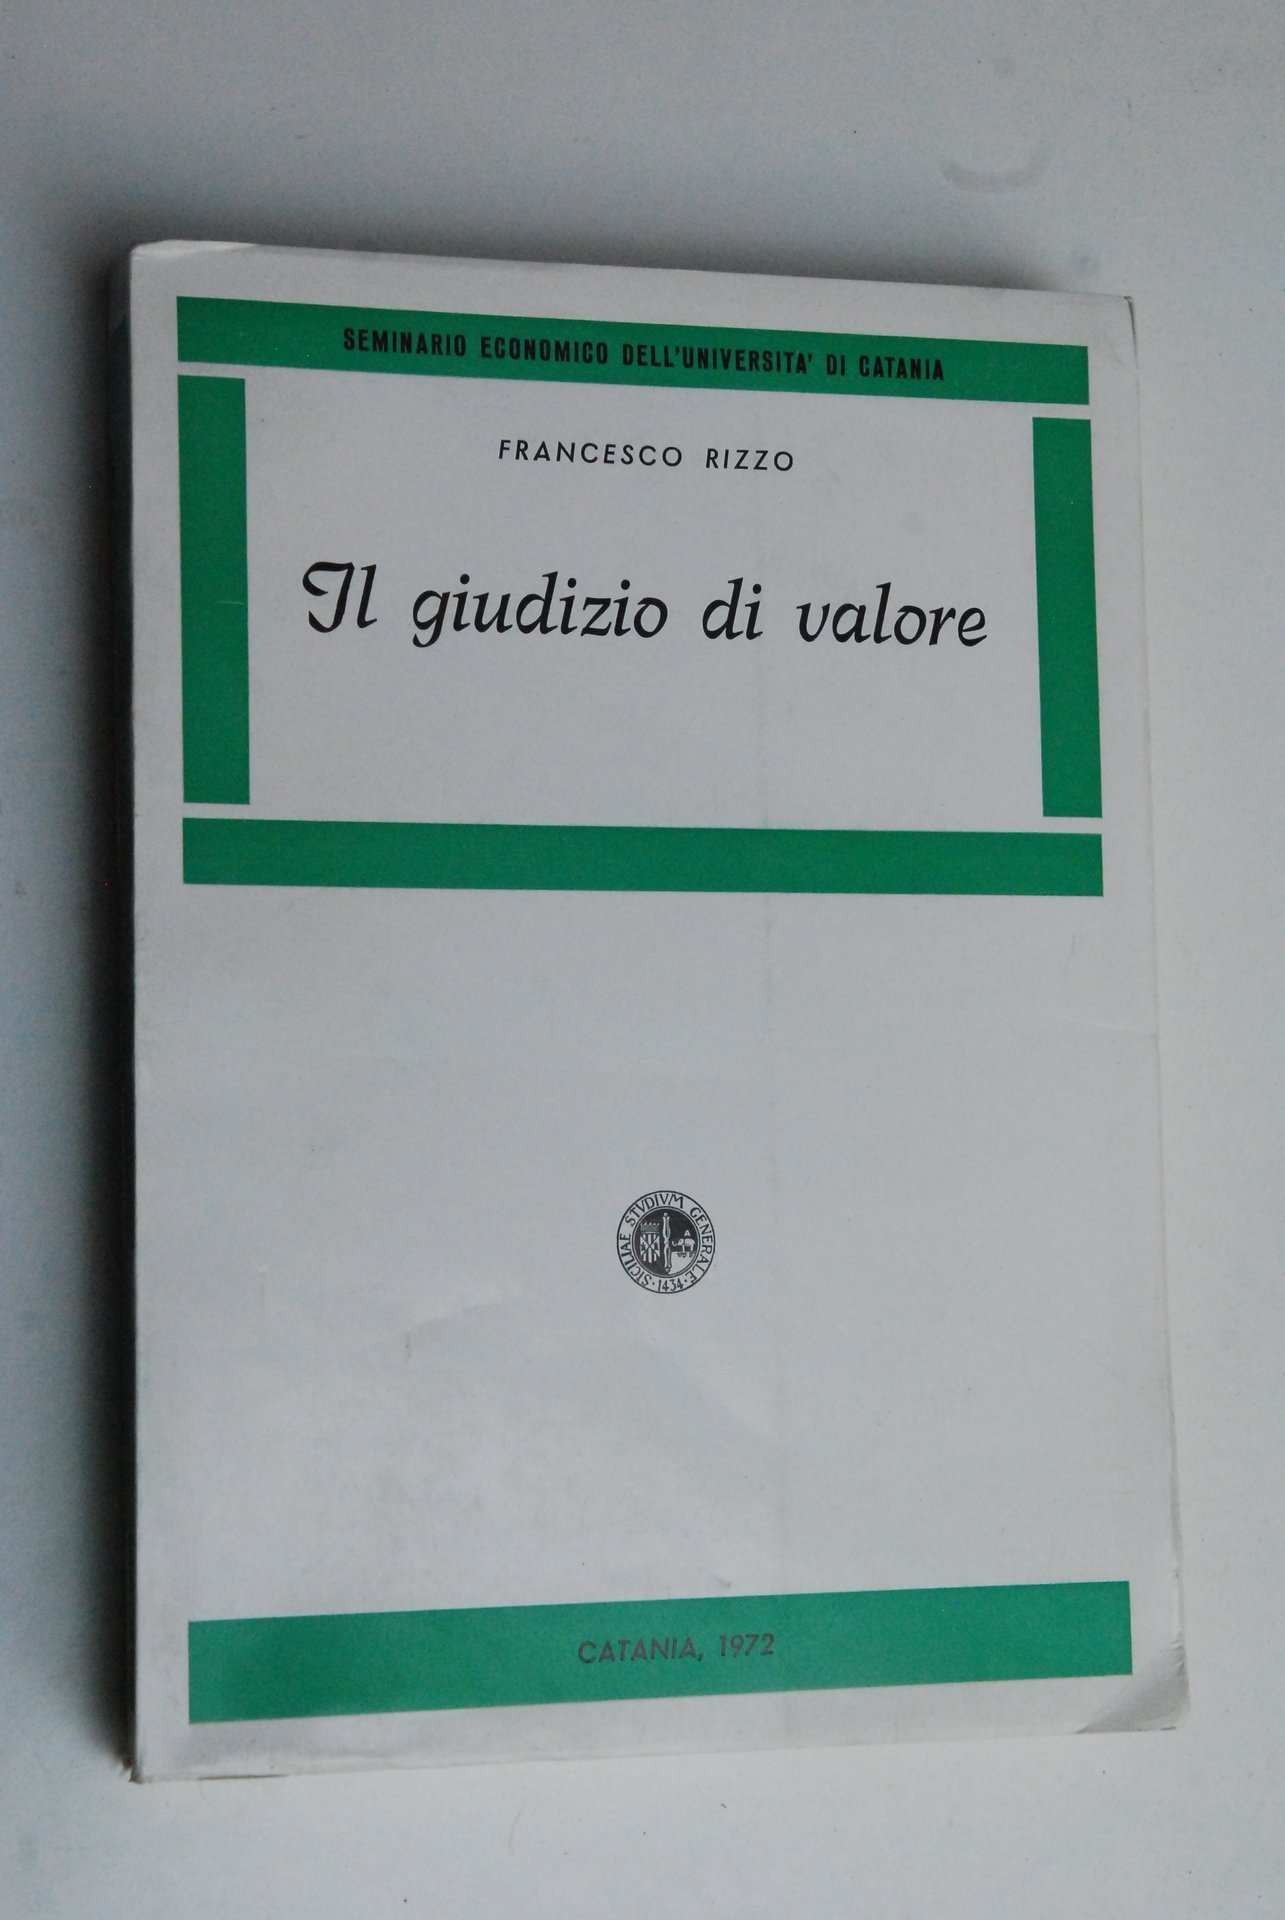 SEMINARIO ECONOMICO DELL'UNIVERSITA' DI CATANIA
FRANCESCO RIZZO
Il giudizio di valore
SICILIAE STVDIVM GENERALE · 1434 ·
CATANIA, 1972